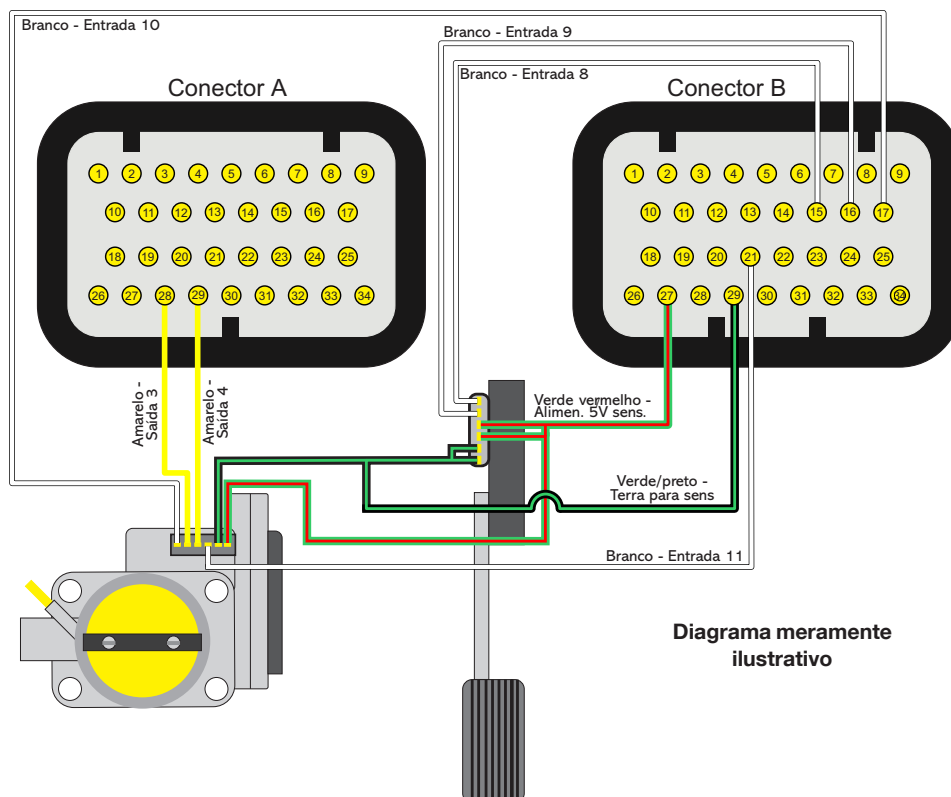 Branco - Entrada 10
Branco - Entrada 9
Branco - Entrada 8
Conector A
Conector B
1 2 3 4 5 6 7 8 9
10 11 12 13 14 15 16 17
18 19 20 21 22 23 24 25
26 27 28 29 30 31 32 33 34
1 2 3 4 5 6 7 8 9
10 11 12 13 14 15 16 17
18 19 20 21 22 23 24 25
26 27 28 29 30 31 32 33 34
Amarelo -
Saída 3
Amarelo -
Saída 4
Verde vermelho -
Alimen. 5V sens.
Verde/preto -
Terra para sens
Branco - Entrada 11
Diagrama meramente
ilustrativo